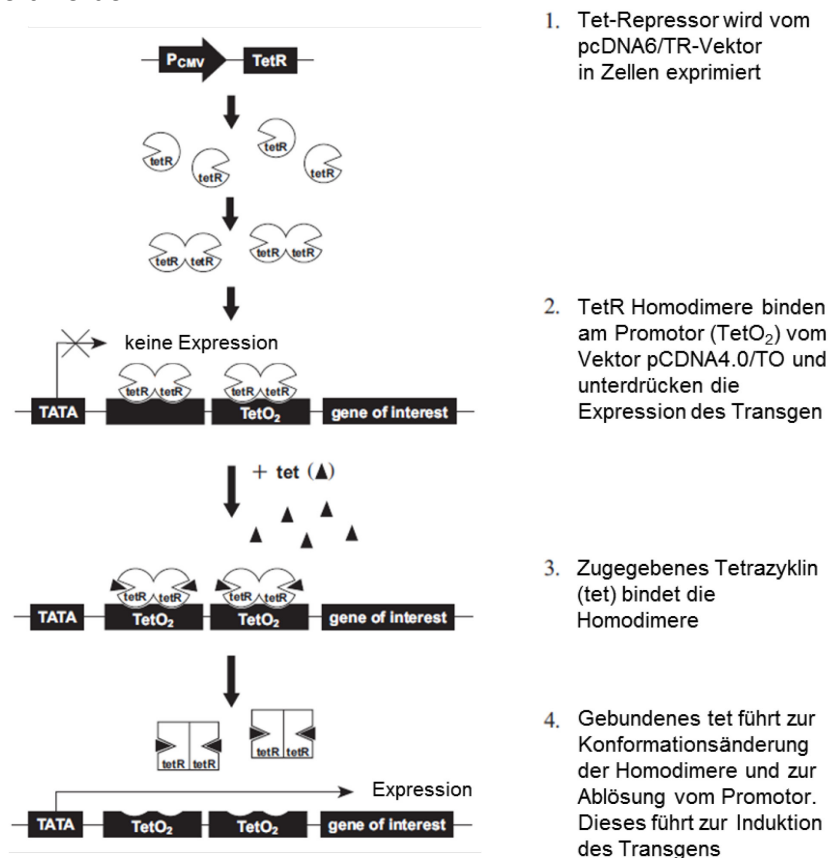 1. Tet-Repressor wird vom
pcDNA6/TR-Vektor
in Zellen exprimiert
PCMV TetR
tetR tetR tetR tetR
tetR tetR tetR tetR
2. TetR Homodimere binden
am Promotor (TetO₂) vom
Vektor pCDNA4.0/TO und
unterdrücken die
Expression des Transgen
keine Expression
tetR tetR tetR tetR
TATA TetO₂ gene of interest
+ tet (▲)
3. Zugegebenes Tetrazyklin
(tet) bindet die
Homodimere
tetR tetR tetR tetR
TATA TetO₂ TetO₂ gene of interest
4. Gebundenes tet führt zur
Konformationsänderung
der Homodimere und zur
Ablösung vom Promotor.
Dieses führt zur Induktion
des Transgens
tetR tetR tetR tetR
Expression
TATA TetO₂ TetO₂ gene of interest